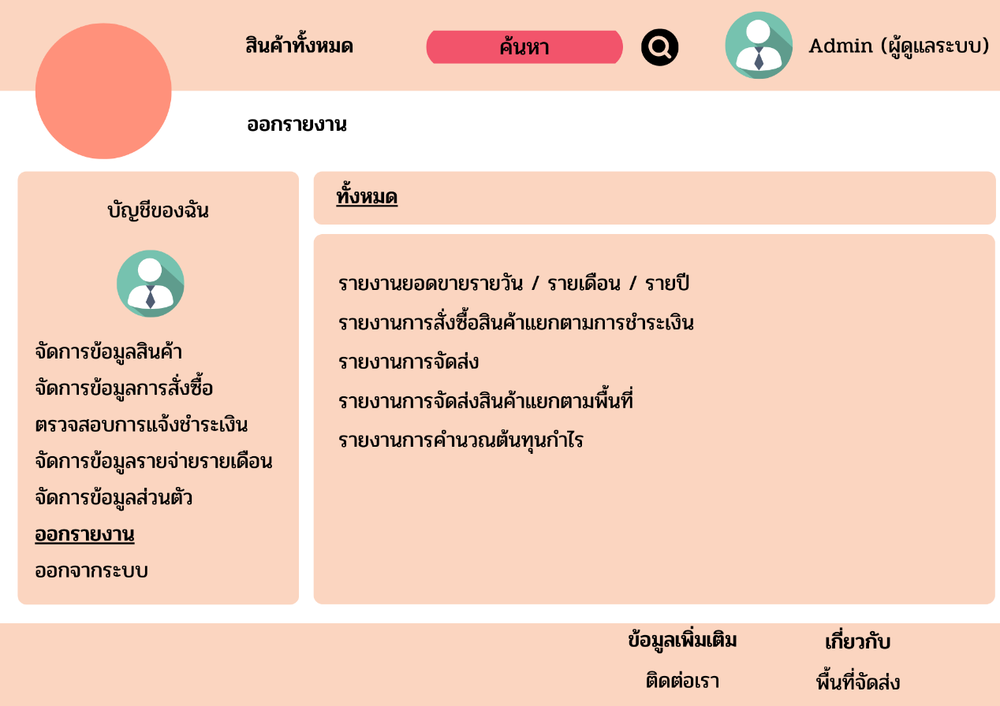 สินค้าทั้งหมด
ค้นหา
Admin (ผู้ดูแลระบบ)
ออกรายงาน
บัญชีของฉัน
จัดการข้อมูลสินค้า
จัดการข้อมูลการสั่งซื้อ
ตรวจสอบการแจ้งชำระเงิน
จัดการข้อมูลรายจ่ายรายเดือน
จัดการข้อมูลส่วนตัว
ออกรายงาน
ออกจากระบบ
ทั้งหมด
รายงานยอดขายรายวัน / รายเดือน / รายปี
รายงานการสั่งซื้อสินค้าแยกตามการชำระเงิน
รายงานการจัดส่ง
รายงานการจัดส่งสินค้าแยกตามพื้นที่
รายงานการคำนวณต้นทุนกำไร
ข้อมูลเพิ่มเติม
ติดต่อเรา
เกี่ยวกับ
พื้นที่จัดส่ง